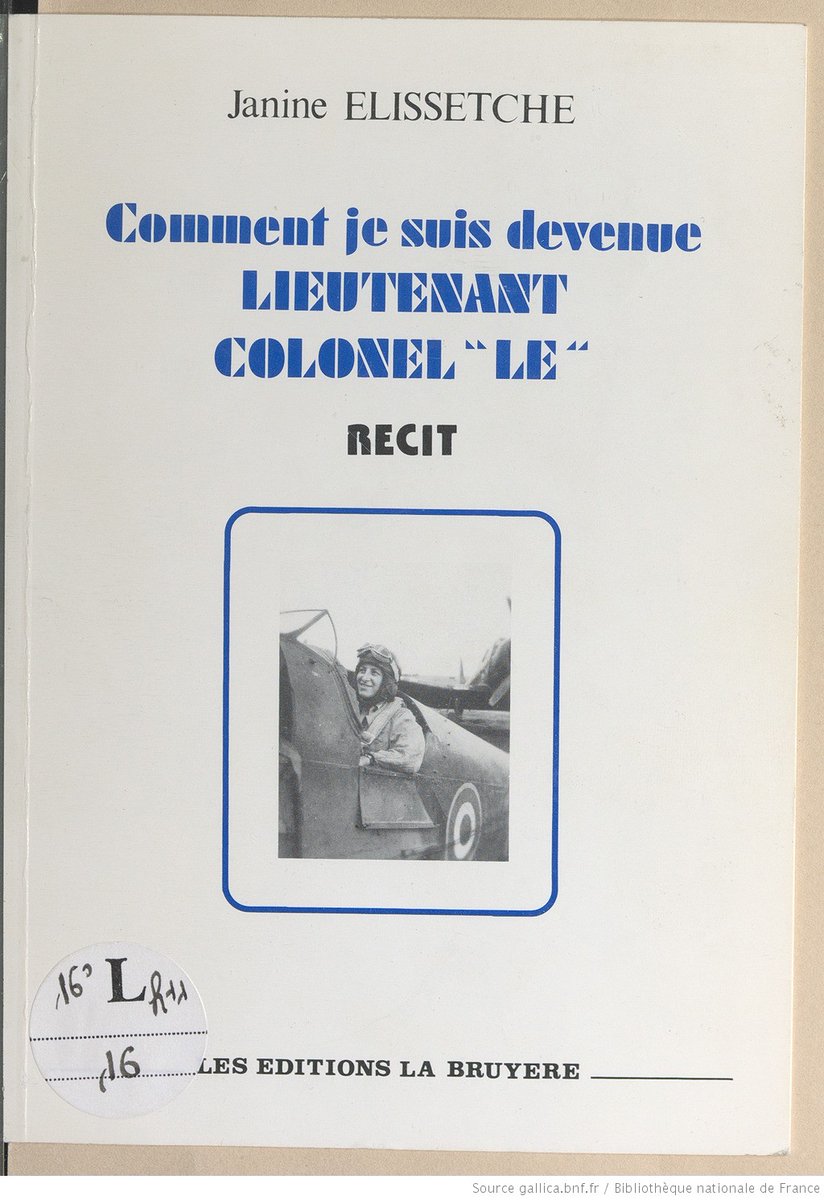 Janine ELISSETCHE
Comment je suis devenue
LIEUTENANT
COLONEL "LE"
RECIT
16° L
16
LES EDITIONS LA BRUYERE
Source gallica.bnf.fr / Bibliothèque nationale de France